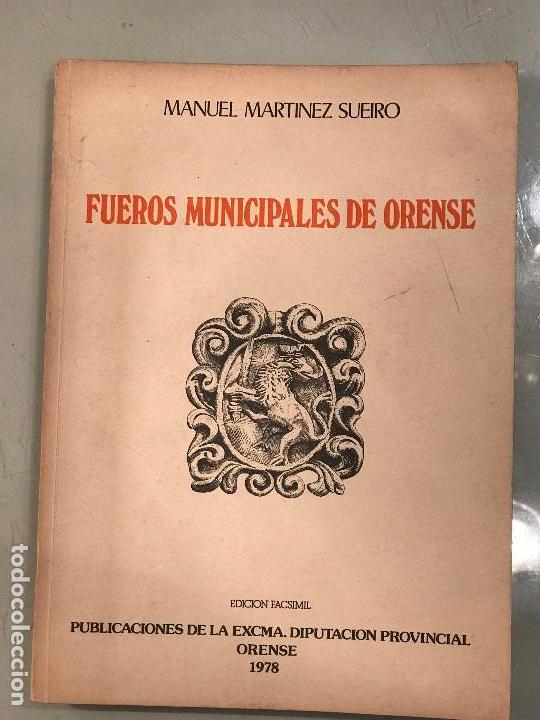 MANUEL MARTINEZ SUEIRO
FUEROS MUNICIPALES DE ORENSE
EDICION FACSIMIL
PUBLICACIONES DE LA EXCMA. DIPUTACION PROVINCIAL
ORENSE
1978
todocoleccion